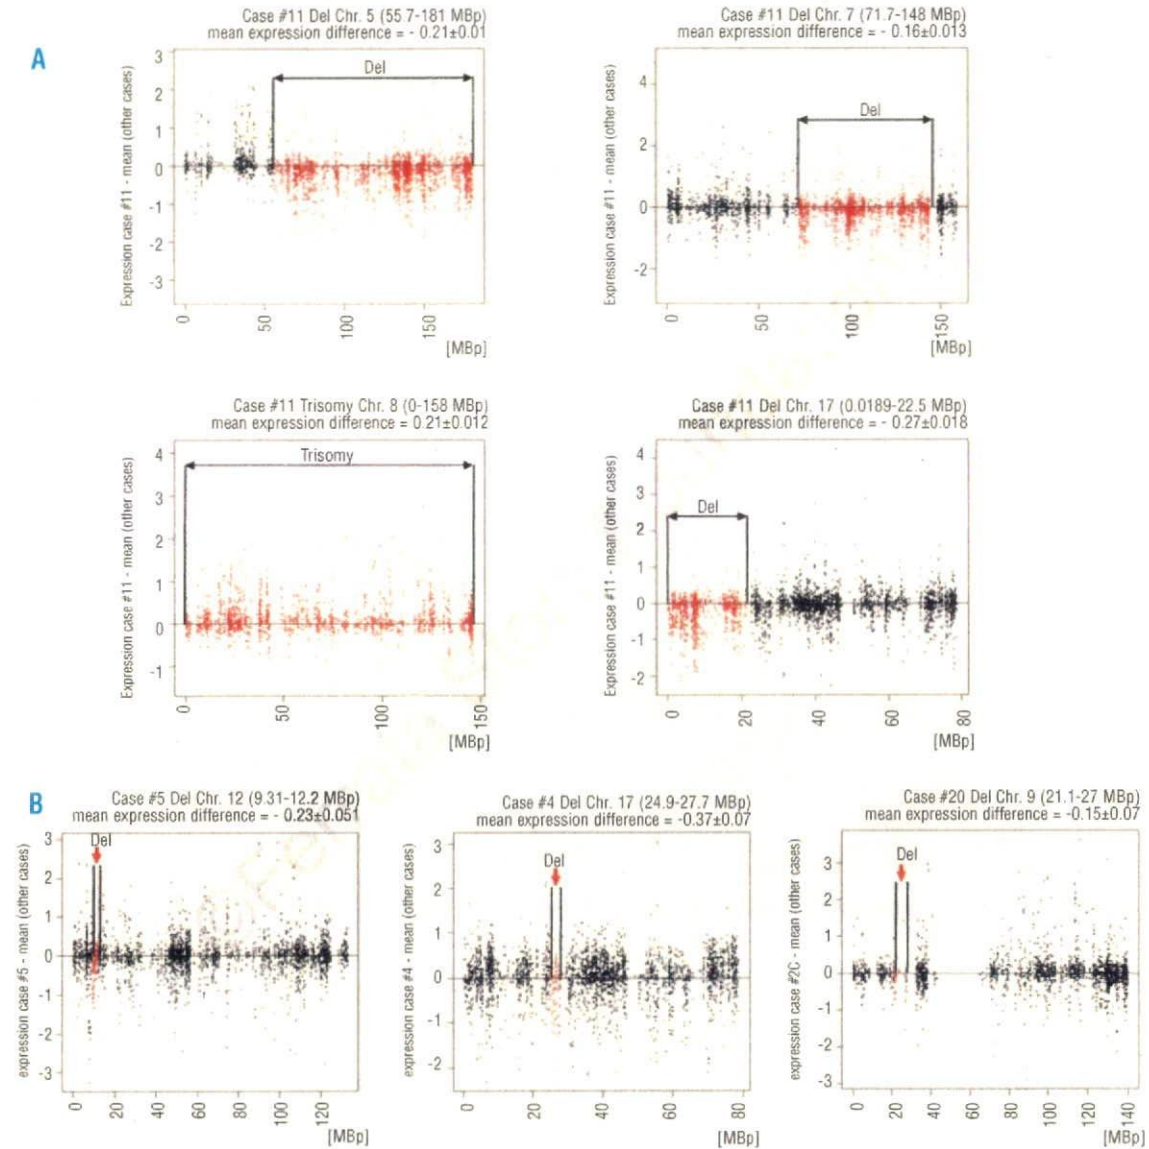 A
Case #11 Del Chr. 5 (55.7-181 MBp)
mean expression difference = - 0.21±0.01
Expression case #11 - mean (other cases)
3
2
1
0
-1
-2
-3
Del
0
50
100
150
[MBp]
Case #11 Del Chr. 7 (71.7-148 MBp)
mean expression difference = - 0.16±0.013
Expression case #11 - mean (other cases)
4
2
0
-2
Del
0
50
100
150
[MBp]
Case #11 Trisomy Chr. 8 (0-158 MBp)
mean expression difference = 0.21±0.012
Expression case #11 - mean (other cases)
4
3
2
1
0
-1
Trisomy
0
50
100
150
[MBp]
Case #11 Del Chr. 17 (0.0189-22.5 MBp)
mean expression difference = - 0.27±0.018
Expression case #11 - mean (other cases)
4
3
2
1
0
-1
-2
Del
0
20
40
60
80
[MBp]
B
Case #5 Del Chr. 12 (9.31-12.2 MBp)
mean expression difference = - 0.23±0.051
expression case #5 - mean (other cases)
3
2
1
0
-1
-2
-3
Del
0
20
40
60
80
100
120
[MBp]
Case #4 Del Chr. 17 (24.9-27.7 MBp)
mean expression difference = -0.37±0.07
expression case #4 - mean (other cases)
3
2
1
0
-1
-2
Del
0
20
40
60
80
[MBp]
Case #20 Del Chr. 9 (21.1-27 MBp)
mean expression difference = -0.15±0.07
expression case #2C - mean (other cases)
3
2
1
0
-1
-2
-3
Del
0
20
40
60
80
100
120
140
[MBp]